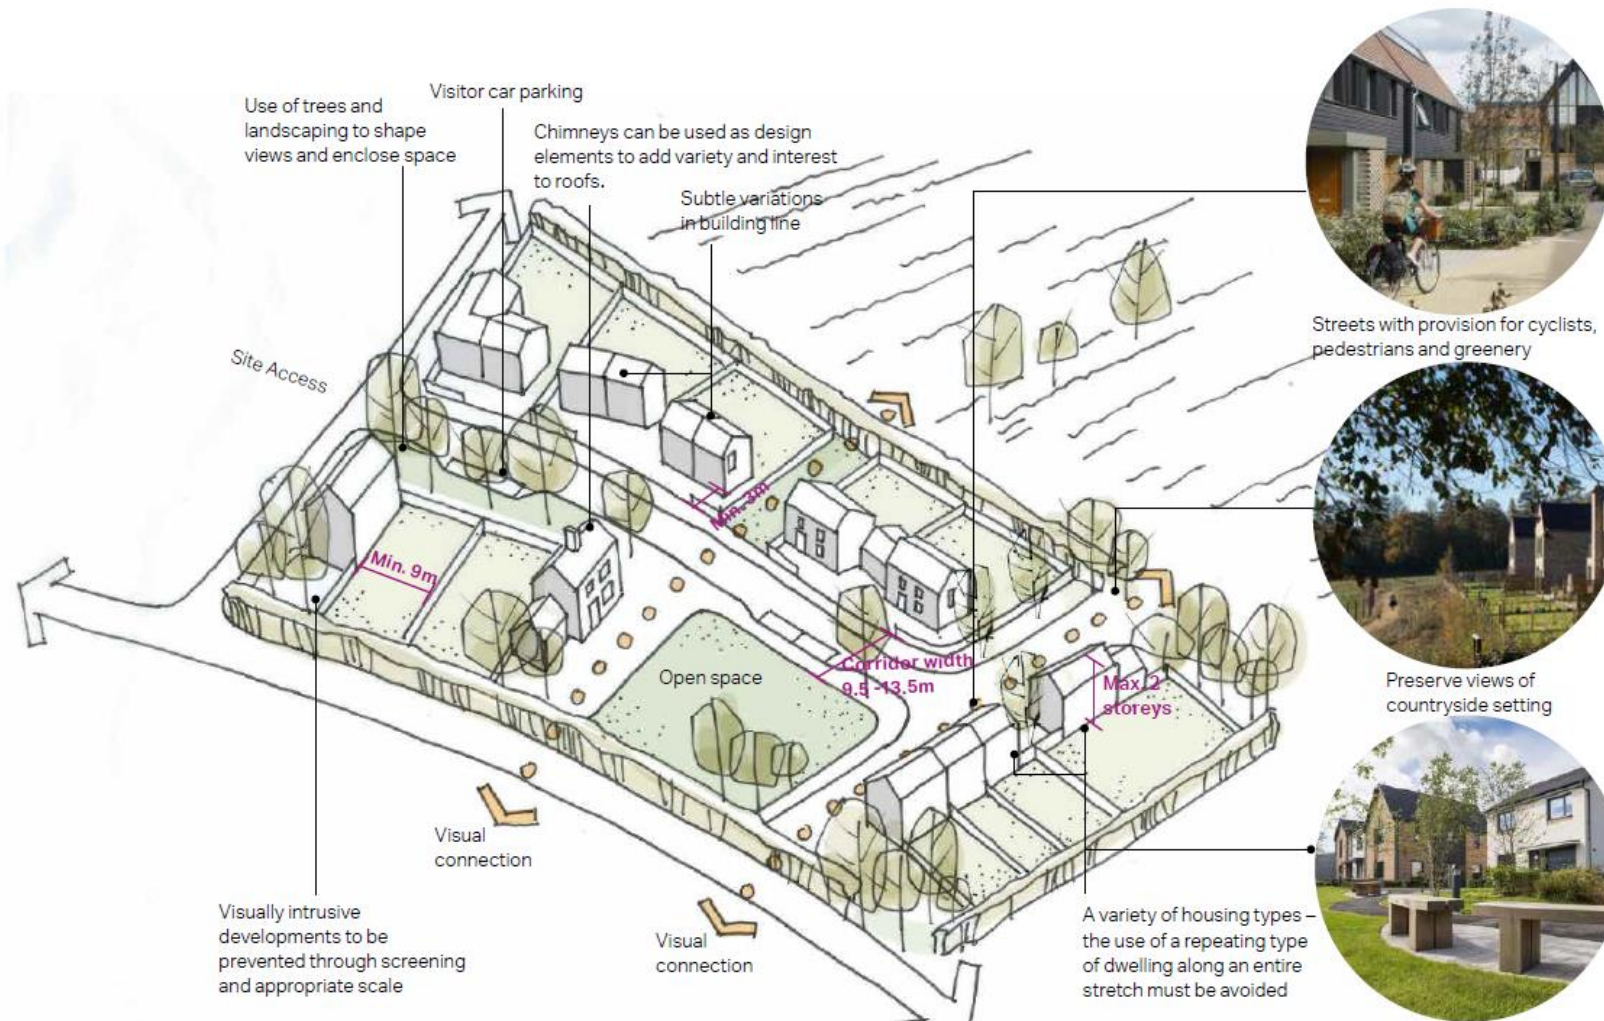 Visitor car parking
Use of trees and
landscaping to shape
views and enclose space
Chimneys can be used as design
elements to add variety and interest
to roofs.
Subtle variations
in building line
Site Access
Streets with provision for cyclists,
pedestrians and greenery
Min. 3m
Min. 9m
Open space
Corridor width
9.5 -13.5m
Max. 2
storeys
Preserve views of
countryside setting
Visual
connection
Visually intrusive
developments to be
prevented through screening
and appropriate scale
Visual
connection
A variety of housing types –
the use of a repeating type
of dwelling along an entire
stretch must be avoided